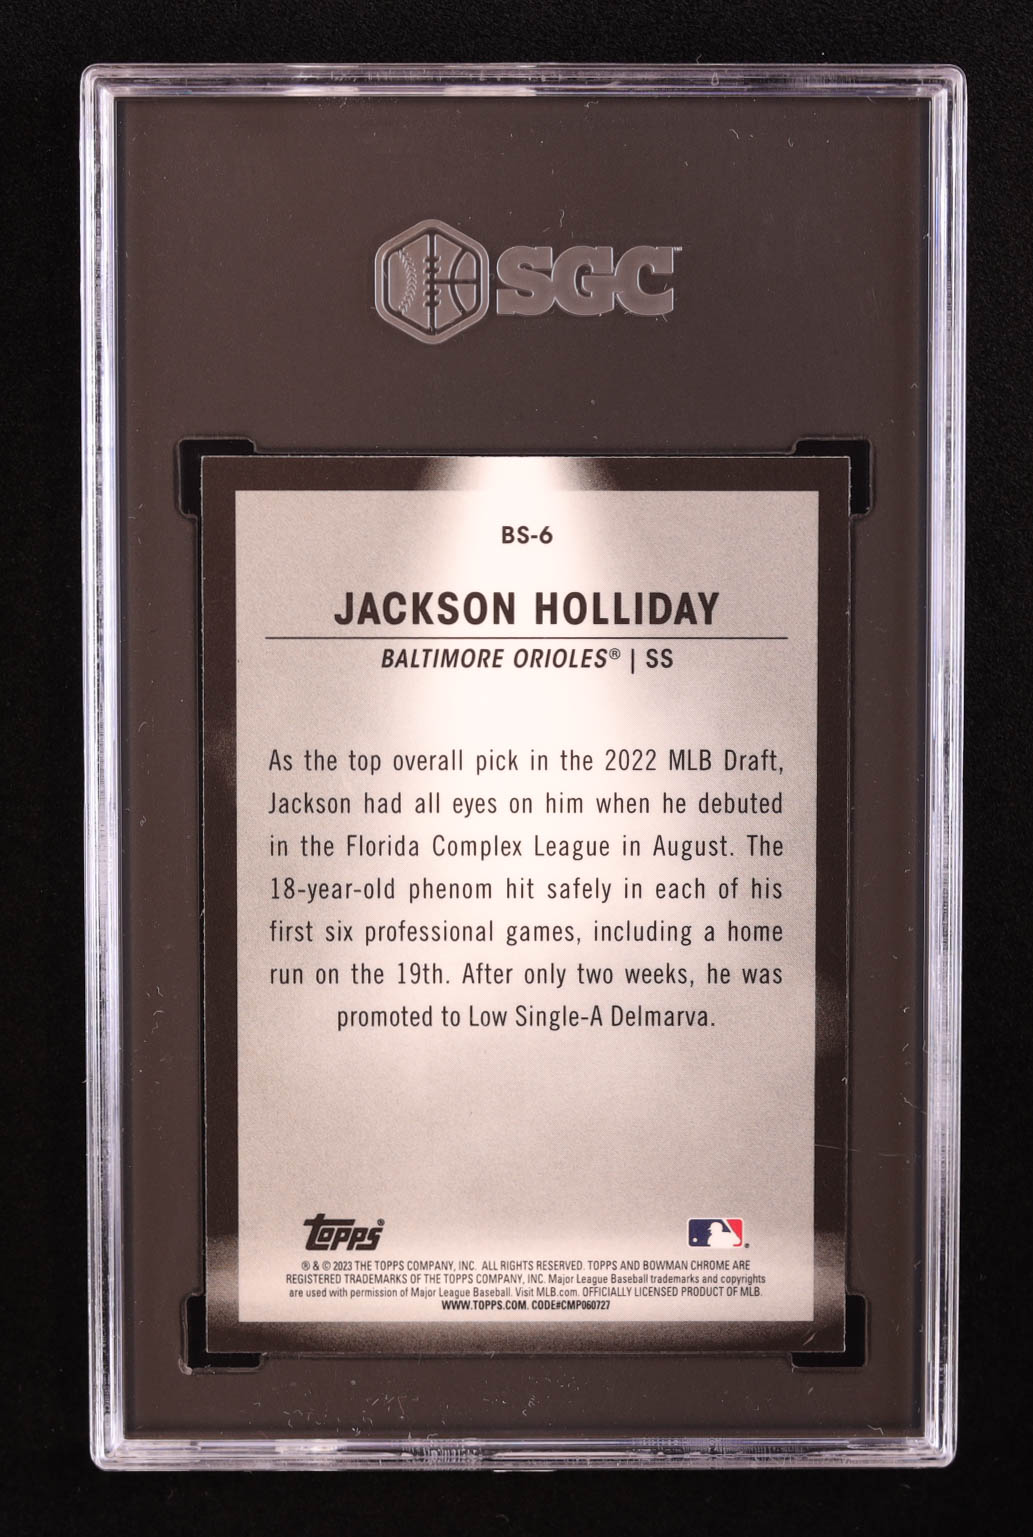 SGC™
BS-6
JACKSON HOLLIDAY
BALTIMORE ORIOLES® | SS
As the top overall pick in the 2022 MLB Draft,
Jackson had all eyes on him when he debuted
in the Florida Complex League in August. The
18-year-old phenom hit safely in each of his
first six professional games, including a home
run on the 19th. After only two weeks, he was
promoted to Low Single-A Delmarva.
Topps®
® & © 2023 THE TOPPS COMPANY, INC. ALL RIGHTS RESERVED. TOPPS AND BOWMAN CHROME ARE
REGISTERED TRADEMARKS OF THE TOPPS COMPANY, INC. Major League Baseball trademarks and copyrights
are used with permission of Major League Baseball. Visit MLB.com. OFFICIALLY LICENSED PRODUCT OF MLB.
WWW.TOPPS.COM. CODE#CMP060727